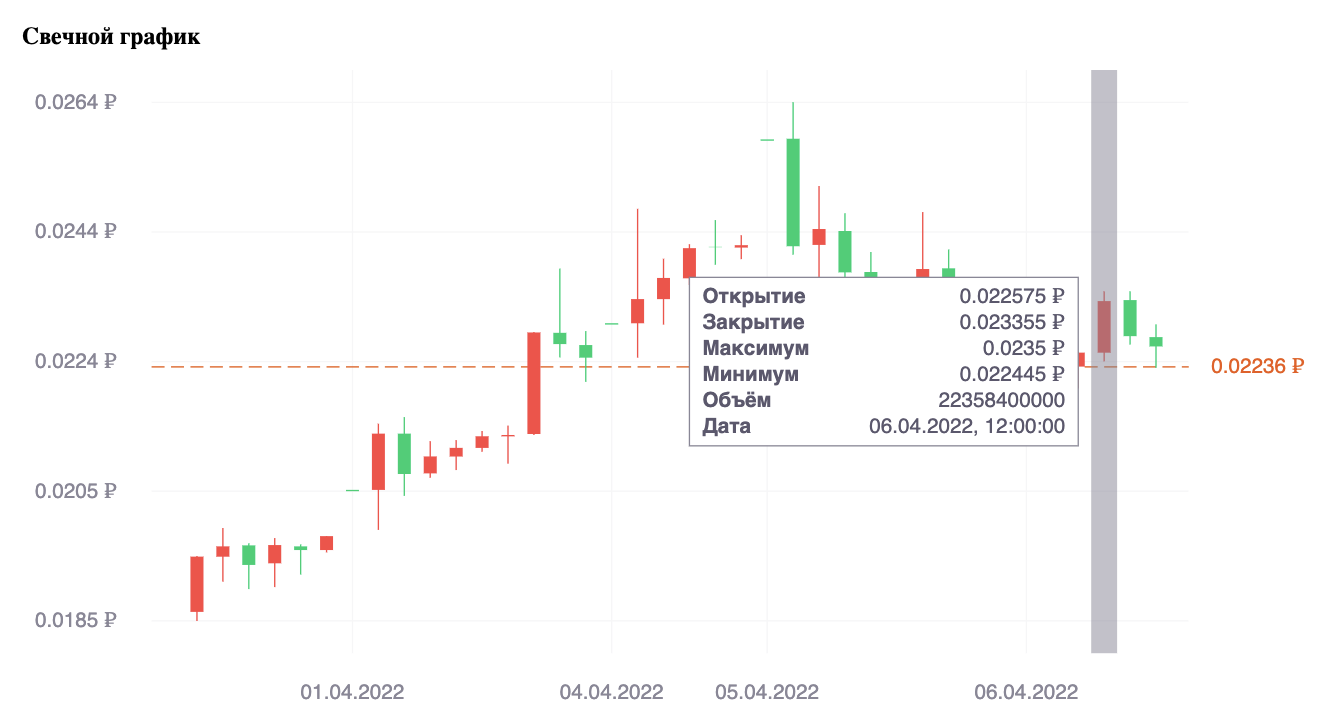 Свечной график
0.0264 ₽
0.0244 ₽
Открытие 0.022575 ₽
Закрытие 0.023355 ₽
Максимум 0.0235 ₽
0.0224 ₽
0.02236 ₽
Минимум 0.022445 ₽
Объём 22358400000
Дата 06.04.2022, 12:00:00
0.0205 ₽
0.0185 ₽
01.04.2022 04.04.2022 05.04.2022 06.04.2022